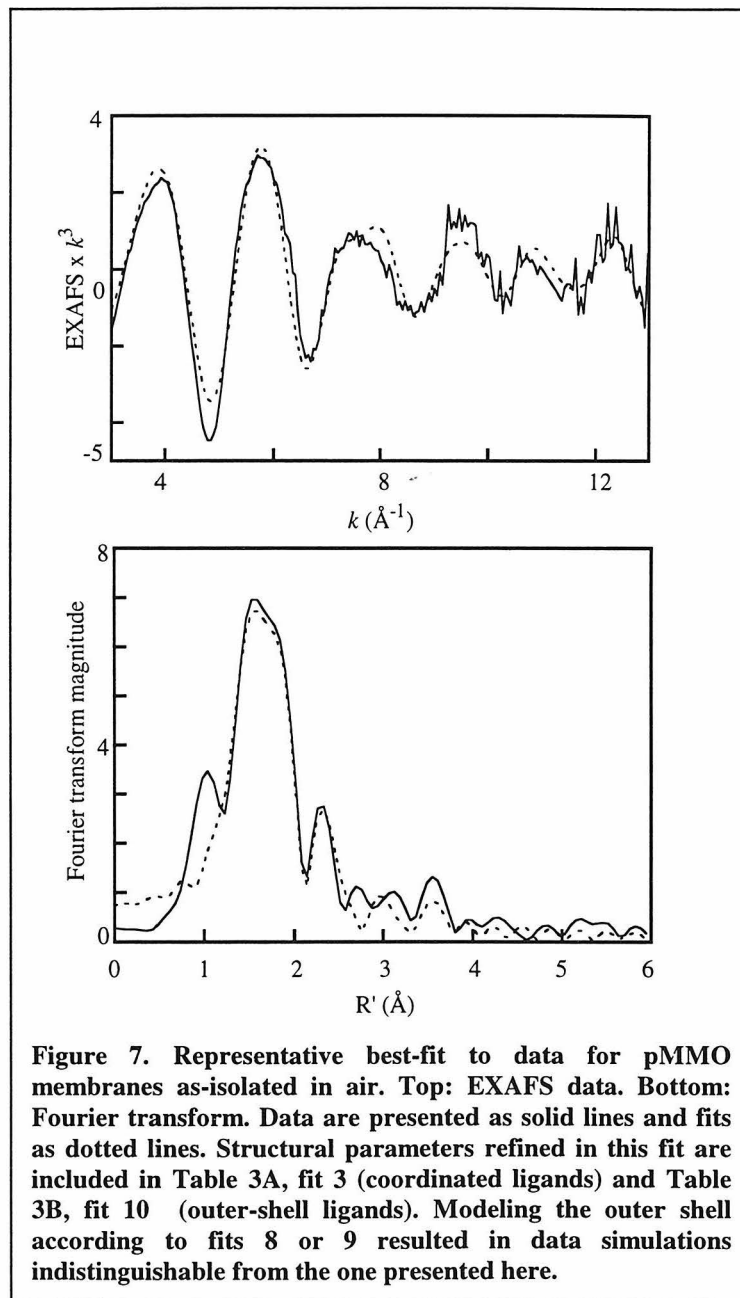 4
EXAFS x k³
0
-5
4
8
12
k (Å⁻¹)
8
Fourier transform magnitude
4
0
0
1
2
3
4
5
6
R' (Å)
Figure 7. Representative best-fit to data for pMMO
membranes as-isolated in air. Top: EXAFS data. Bottom:
Fourier transform. Data are presented as solid lines and fits
as dotted lines. Structural parameters refined in this fit are
included in Table 3A, fit 3 (coordinated ligands) and Table
3B, fit 10 (outer-shell ligands). Modeling the outer shell
according to fits 8 or 9 resulted in data simulations
indistinguishable from the one presented here.